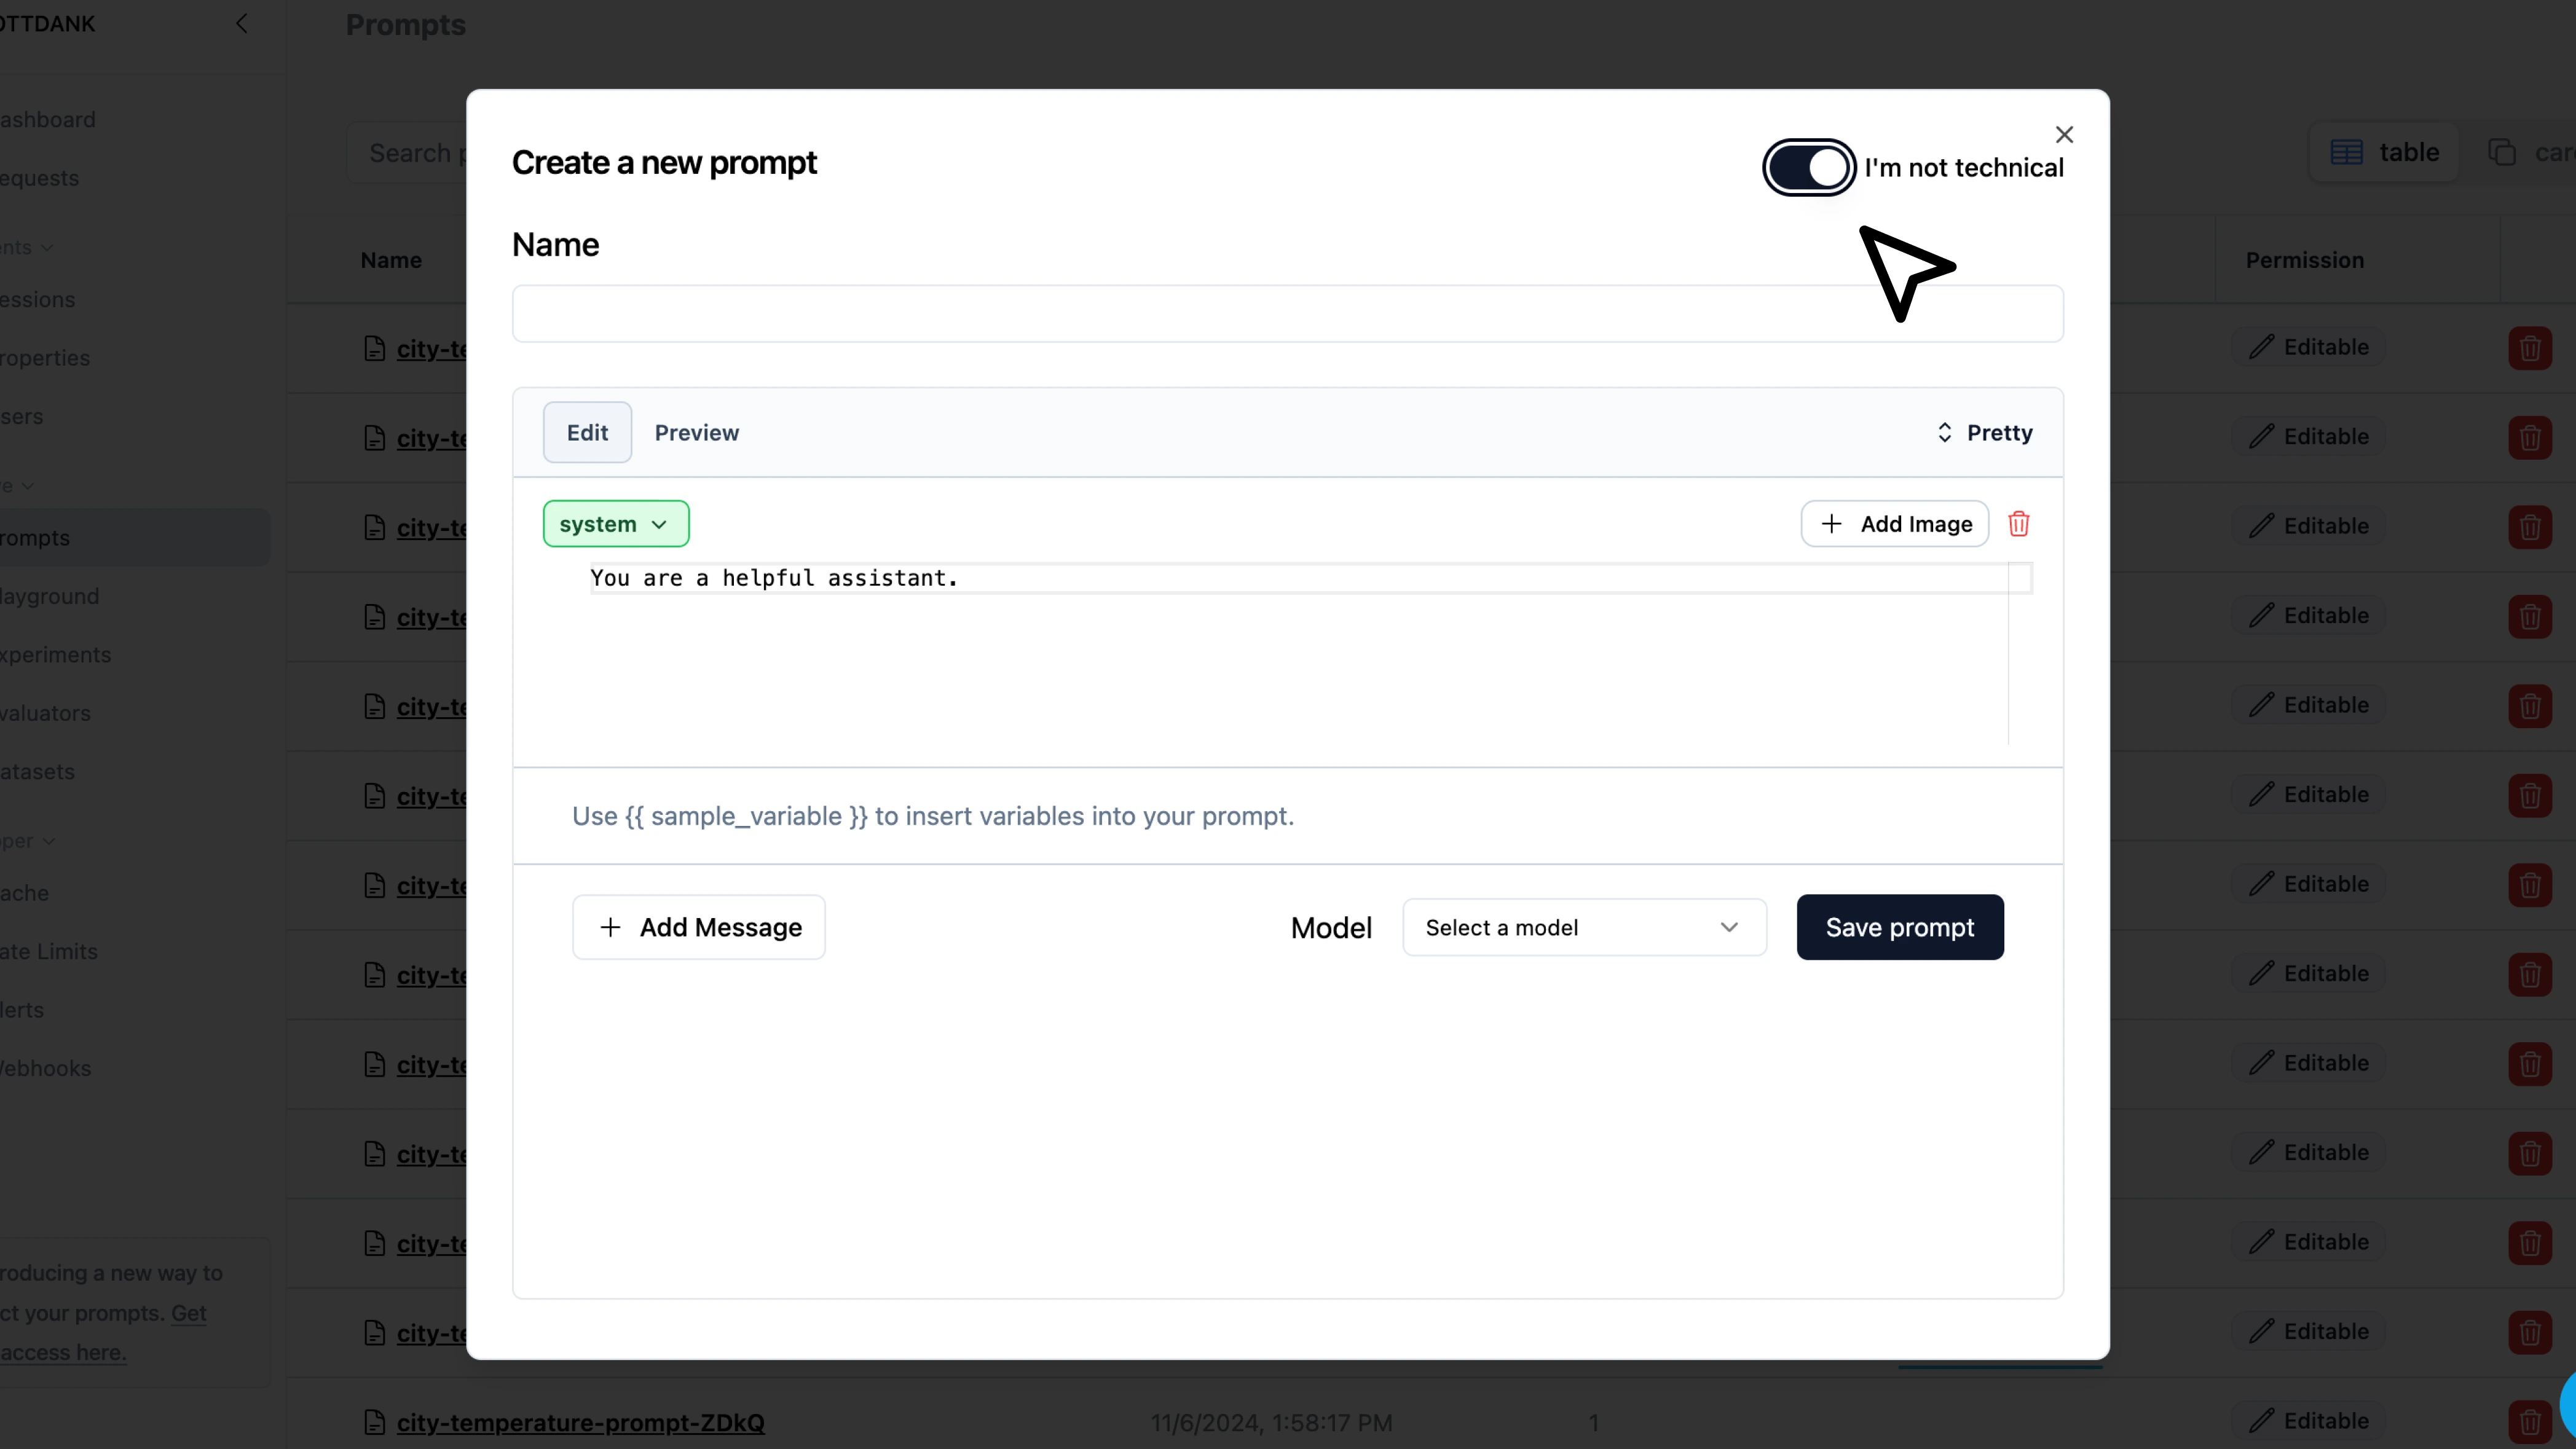 OTTDANK
Prompts
ashboard
equests
ents
essions
roperties
sers
re
rompts
layground
xperiments
valuators
atasets
oper
ache
ate Limits
lerts
Webhooks
roducing a new way to
ct your prompts. Get
access here.
Search p
table
card
Name
Permission
city-te
Editable
city-te
Editable
city-te
Editable
city-te
Editable
city-te
Editable
city-te
Editable
city-te
Editable
city-te
Editable
city-te
Editable
city-te
Editable
city-te
Editable
city-te
Editable
city-temperature-prompt-ZDkQ
11/6/2024, 1:58:17 PM
1
Editable
Create a new prompt
I'm not technical
Name
Edit
Preview
Pretty
system
Add Image
You are a helpful assistant.
Use {{ sample_variable }} to insert variables into your prompt.
Add Message
Model
Select a model
Save prompt